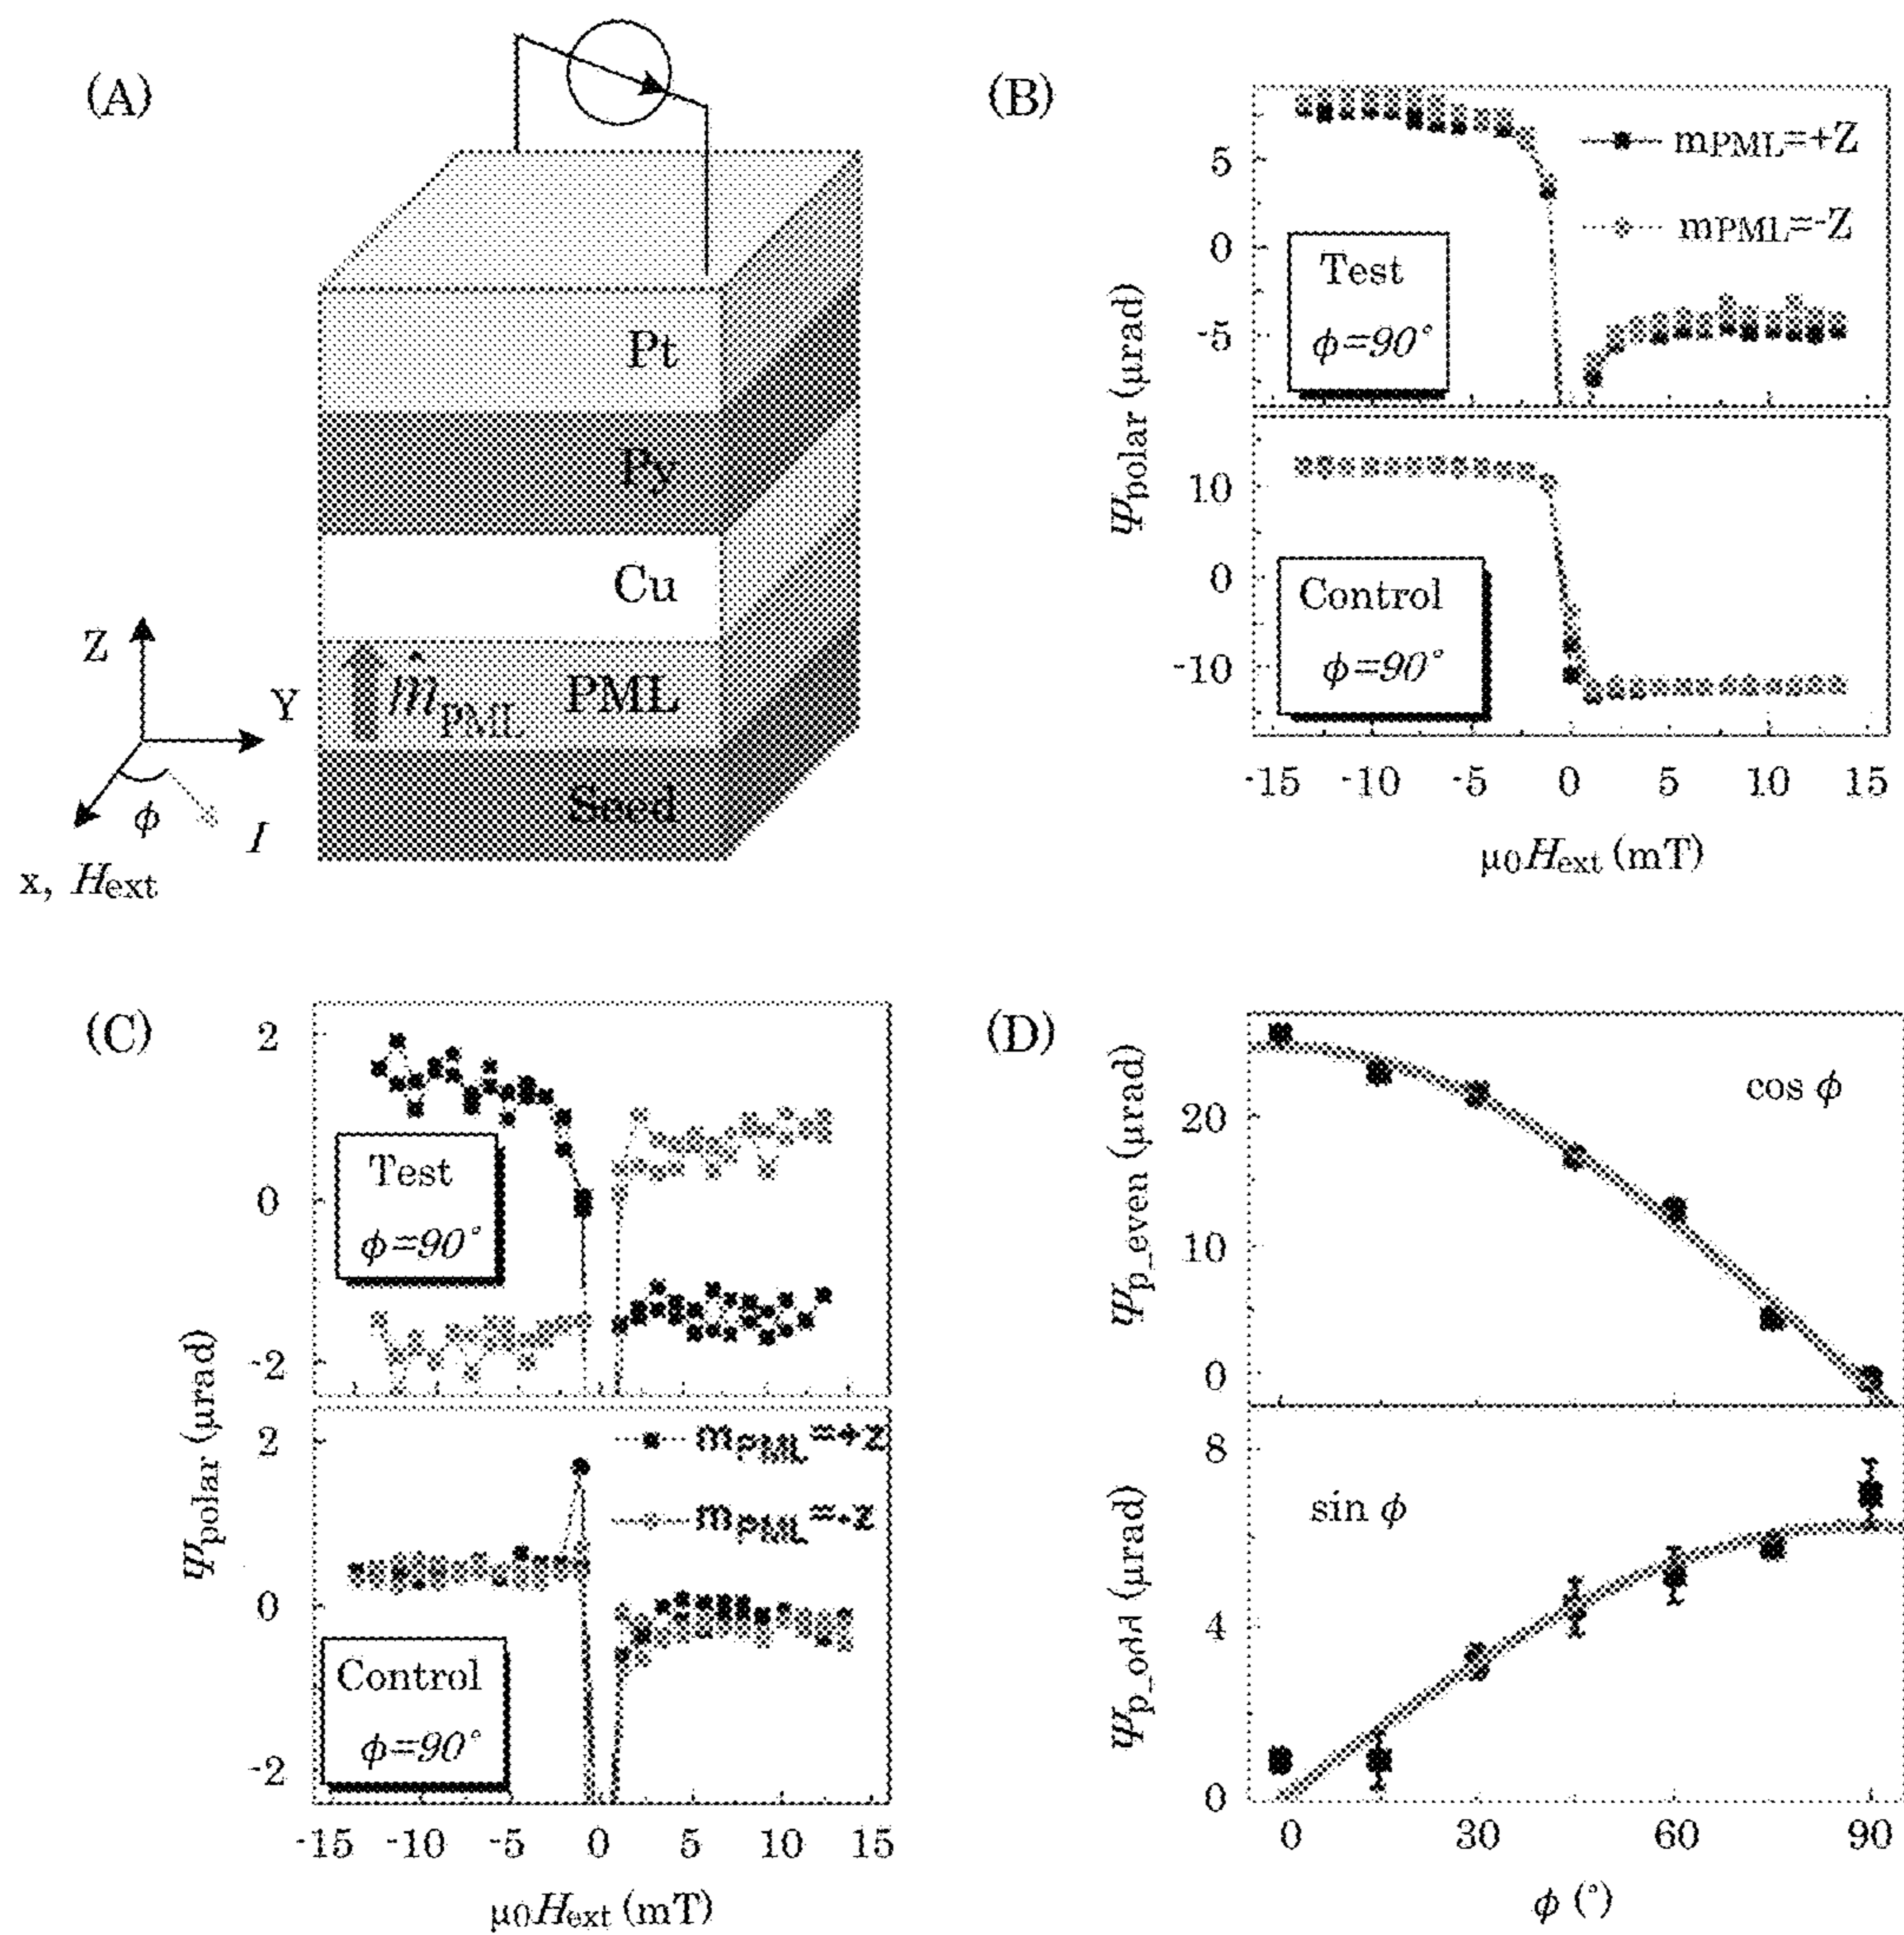 (A)
Pt
Py
Cu
ṁPML PML
Seed
Z
Y
ϕ
I
x, Hext
(B)
mPML=+Z
mPML=-Z
Test
ϕ=90°
Control
ϕ=90°
5
0
-5
10
0
-10
Ψpolar (µrad)
-15 -10 -5 0 5 10 15
µ0Hext (mT)
(C)
2
0
-2
Test
ϕ=90°
mPML=+z
mPML=-z
2
0
-2
Control
ϕ=90°
Ψpolar (µrad)
-15 -10 -5 0 5 10 15
µ0Hext (mT)
(D)
cos ϕ
20
10
0
Ψp_even (µrad)
sin ϕ
8
4
0
Ψp_odd (µrad)
0 30 60 90
ϕ (°)